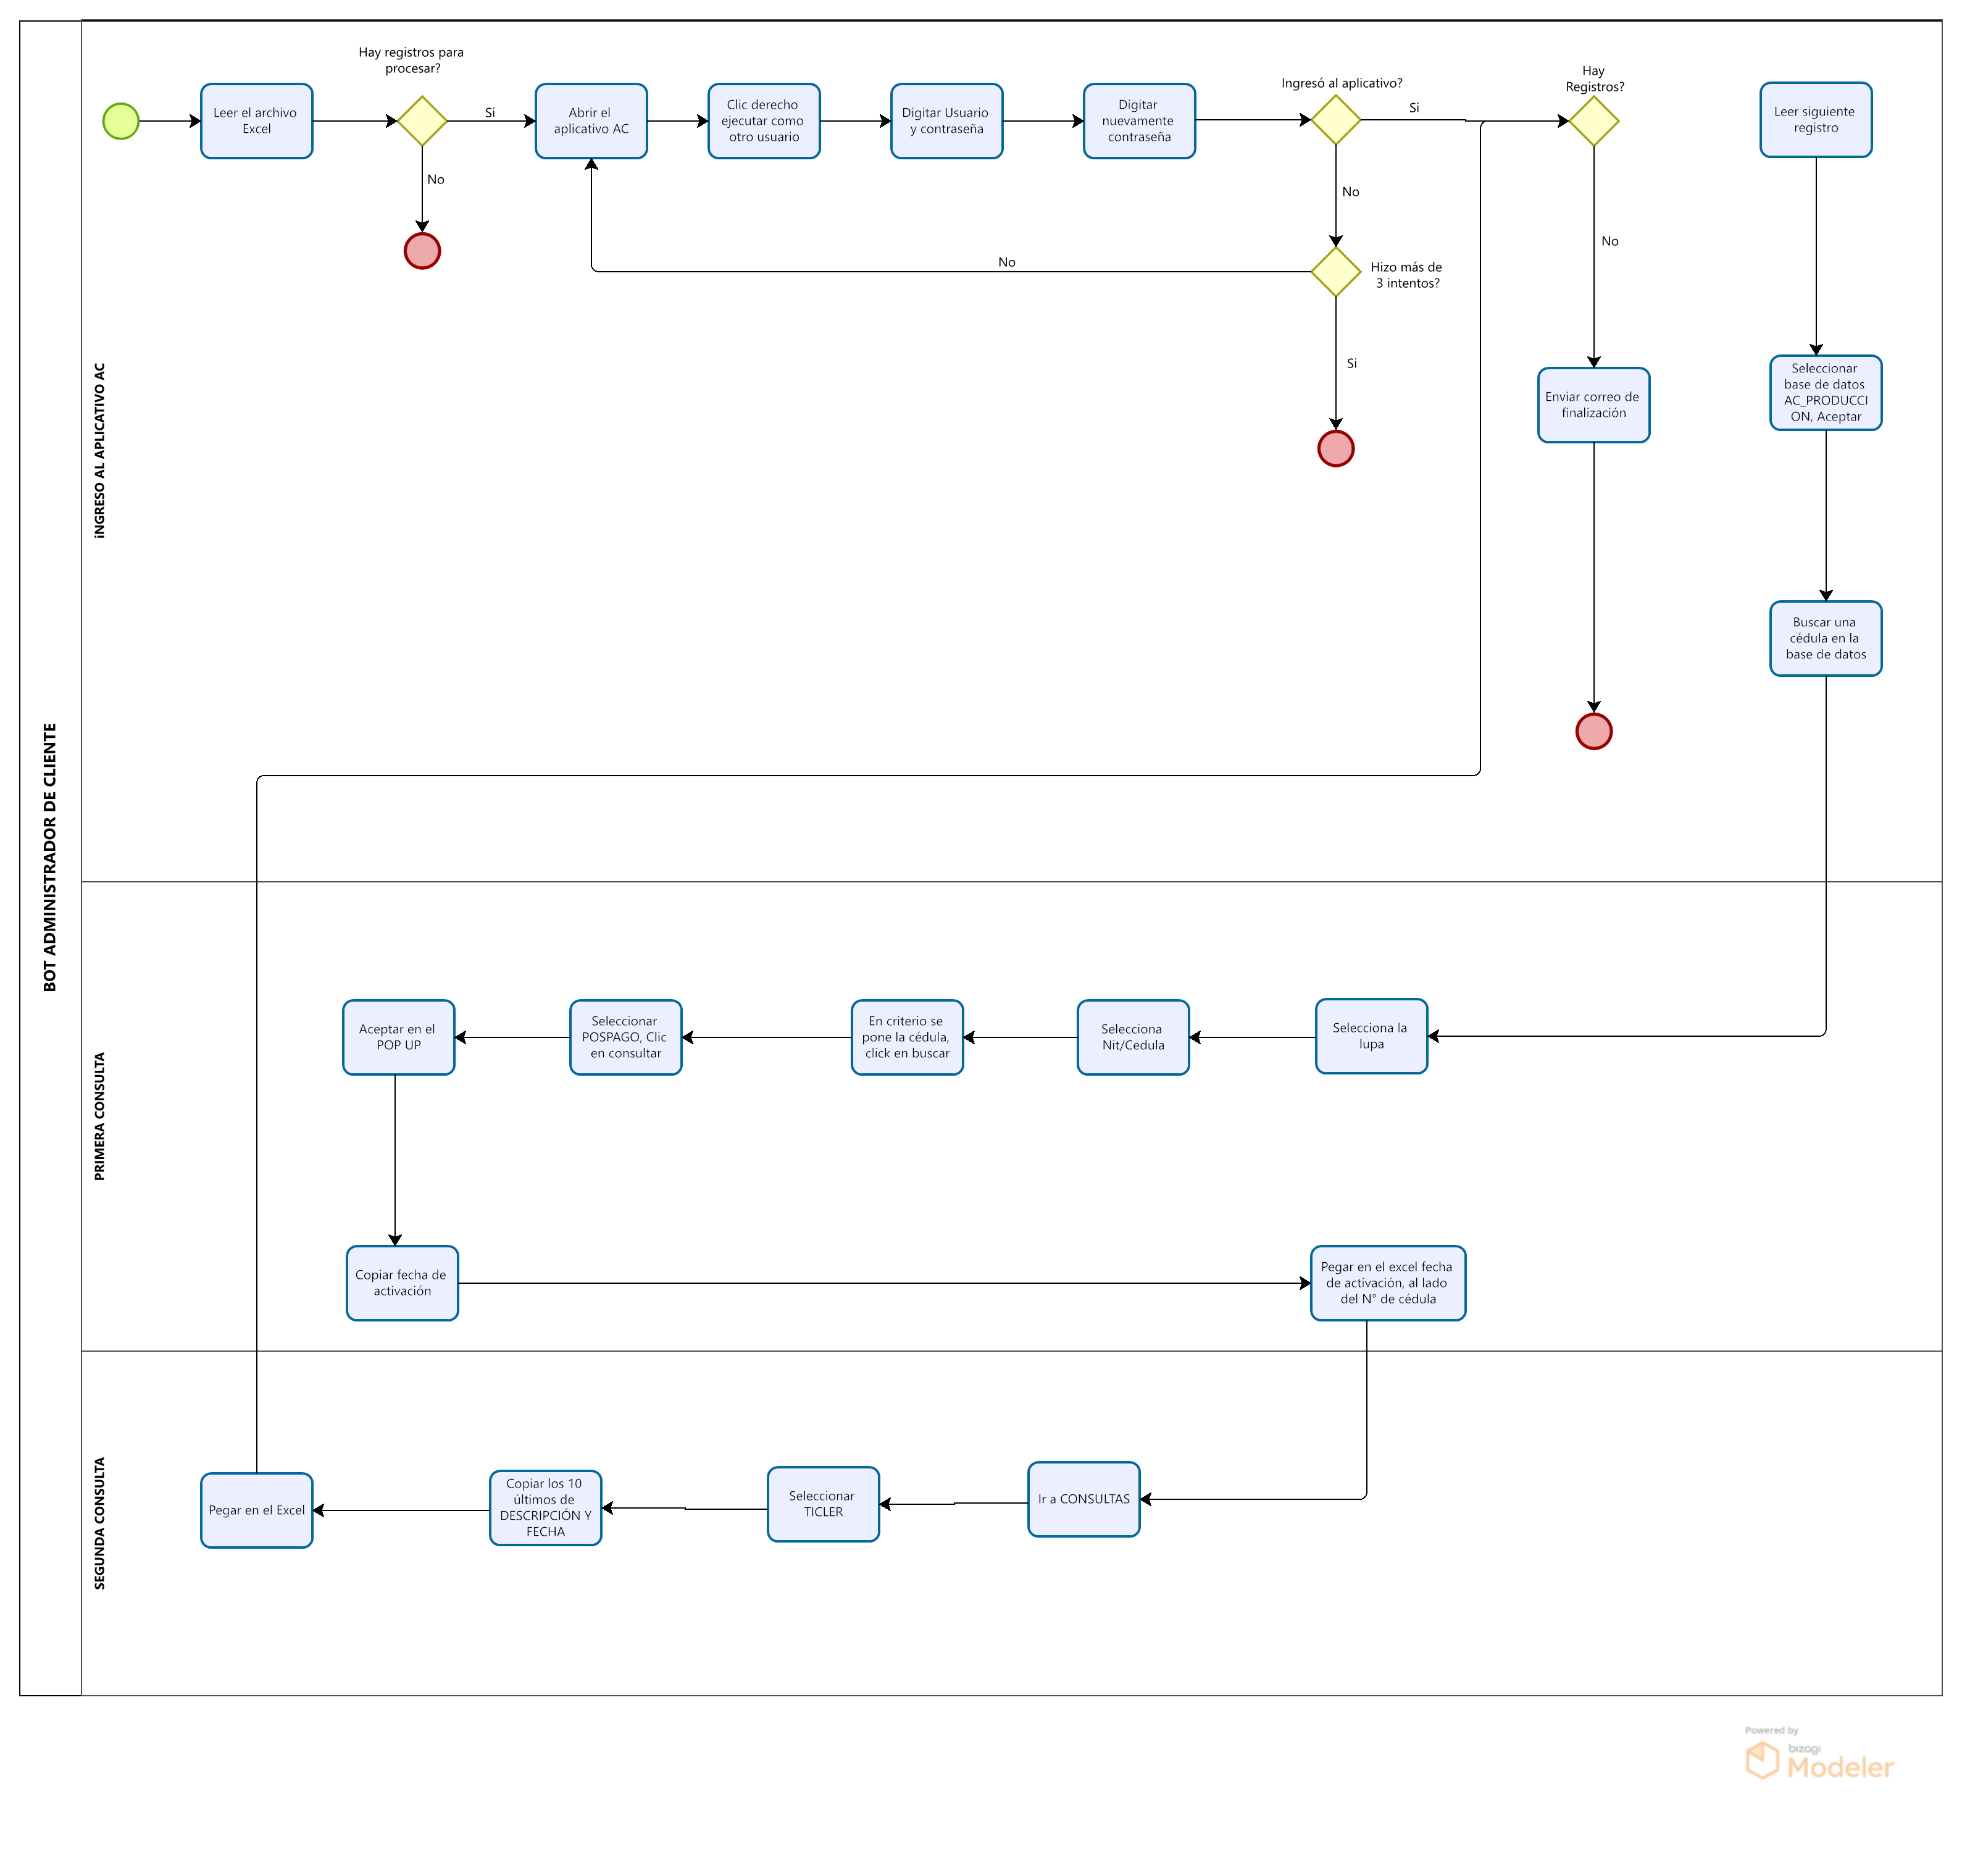 BOT ADMINISTRADOR DE CLIENTE
iNGRESO AL APLICATIVO AC
Leer el archivo
Excel
Hay registros para
procesar?
Si
No
Abrir el
aplicativo AC
Clic derecho
ejecutar como
otro usuario
Digitar Usuario
y contraseña
Digitar
nuevamente
contraseña
Ingresó al aplicativo?
Si
No
Hizo más de
3 intentos?
No
Si
Hay
Registros?
No
Enviar correo de
finalización
Leer siguiente
registro
Seleccionar
base de datos
AC_PRODUCCI
ON, Aceptar
Buscar una
cédula en la
base de datos
PRIMERA CONSULTA
Selecciona la
lupa
Selecciona
Nit/Cedula
En criterio se
pone la cédula,
click en buscar
Seleccionar
POSPAGO, Clic
en consultar
Aceptar en el
POP UP
Copiar fecha de
activación
Pegar en el excel fecha
de activación, al lado
del N° de cédula
SEGUNDA CONSULTA
Ir a CONSULTAS
Seleccionar
TICLER
Copiar los 10
últimos de
DESCRIPCIÓN Y
FECHA
Pegar en el Excel
Powered by
bizagi
Modeler